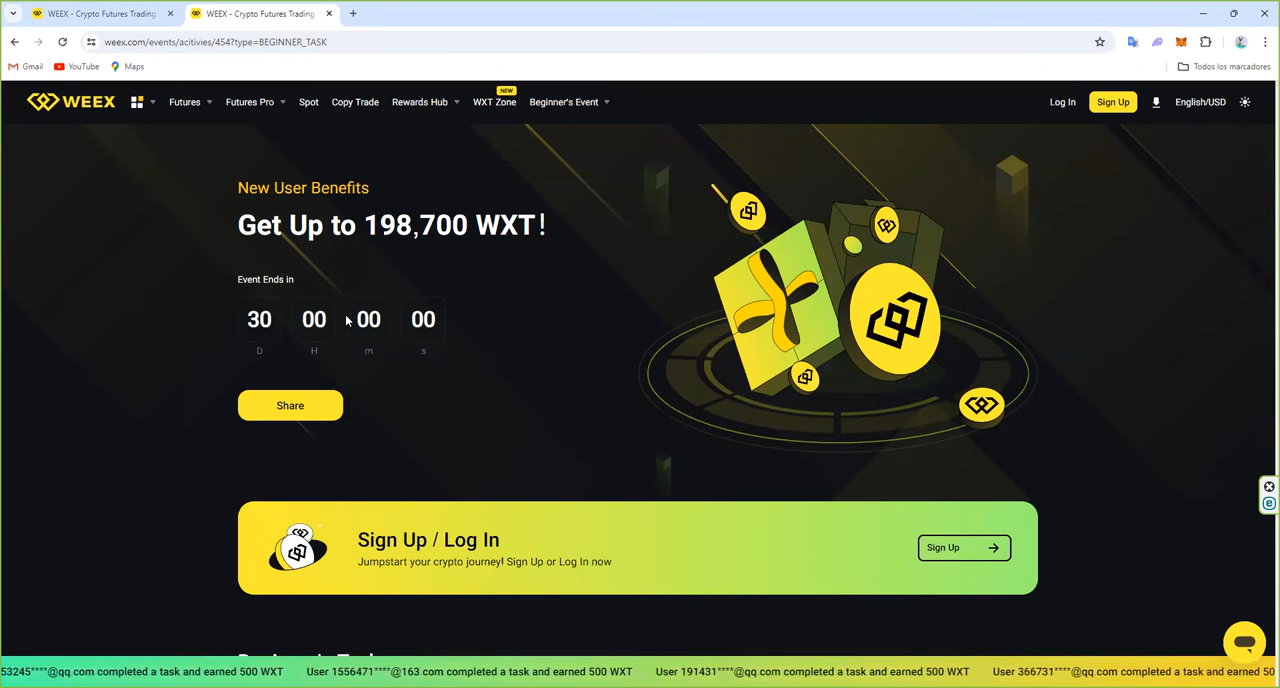 WEEX - Crypto Futures Trading
WEEX - Crypto Futures Trading
weex.com/events/acitivies/454?type=BEGINNER_TASK
Gmail
YouTube
Maps
Todos los marcadores
WEEX
Futures
Futures Pro
Spot
Copy Trade
Rewards Hub
NEW
WXT Zone
Beginner's Event
Log In
Sign Up
English/USD
New User Benefits
Get Up to 198,700 WXT!
Event Ends in
30 00 00 00
D H m s
Share
Sign Up / Log In
Jumpstart your crypto journey! Sign Up or Log In now
Sign Up
53245****@qq.com completed a task and earned 500 WXT User 1556471****@163.com completed a task and earned 500 WXT User 191431****@qq.com completed a task and earned 500 WXT User 366731****@qq.com completed a task and earned 50